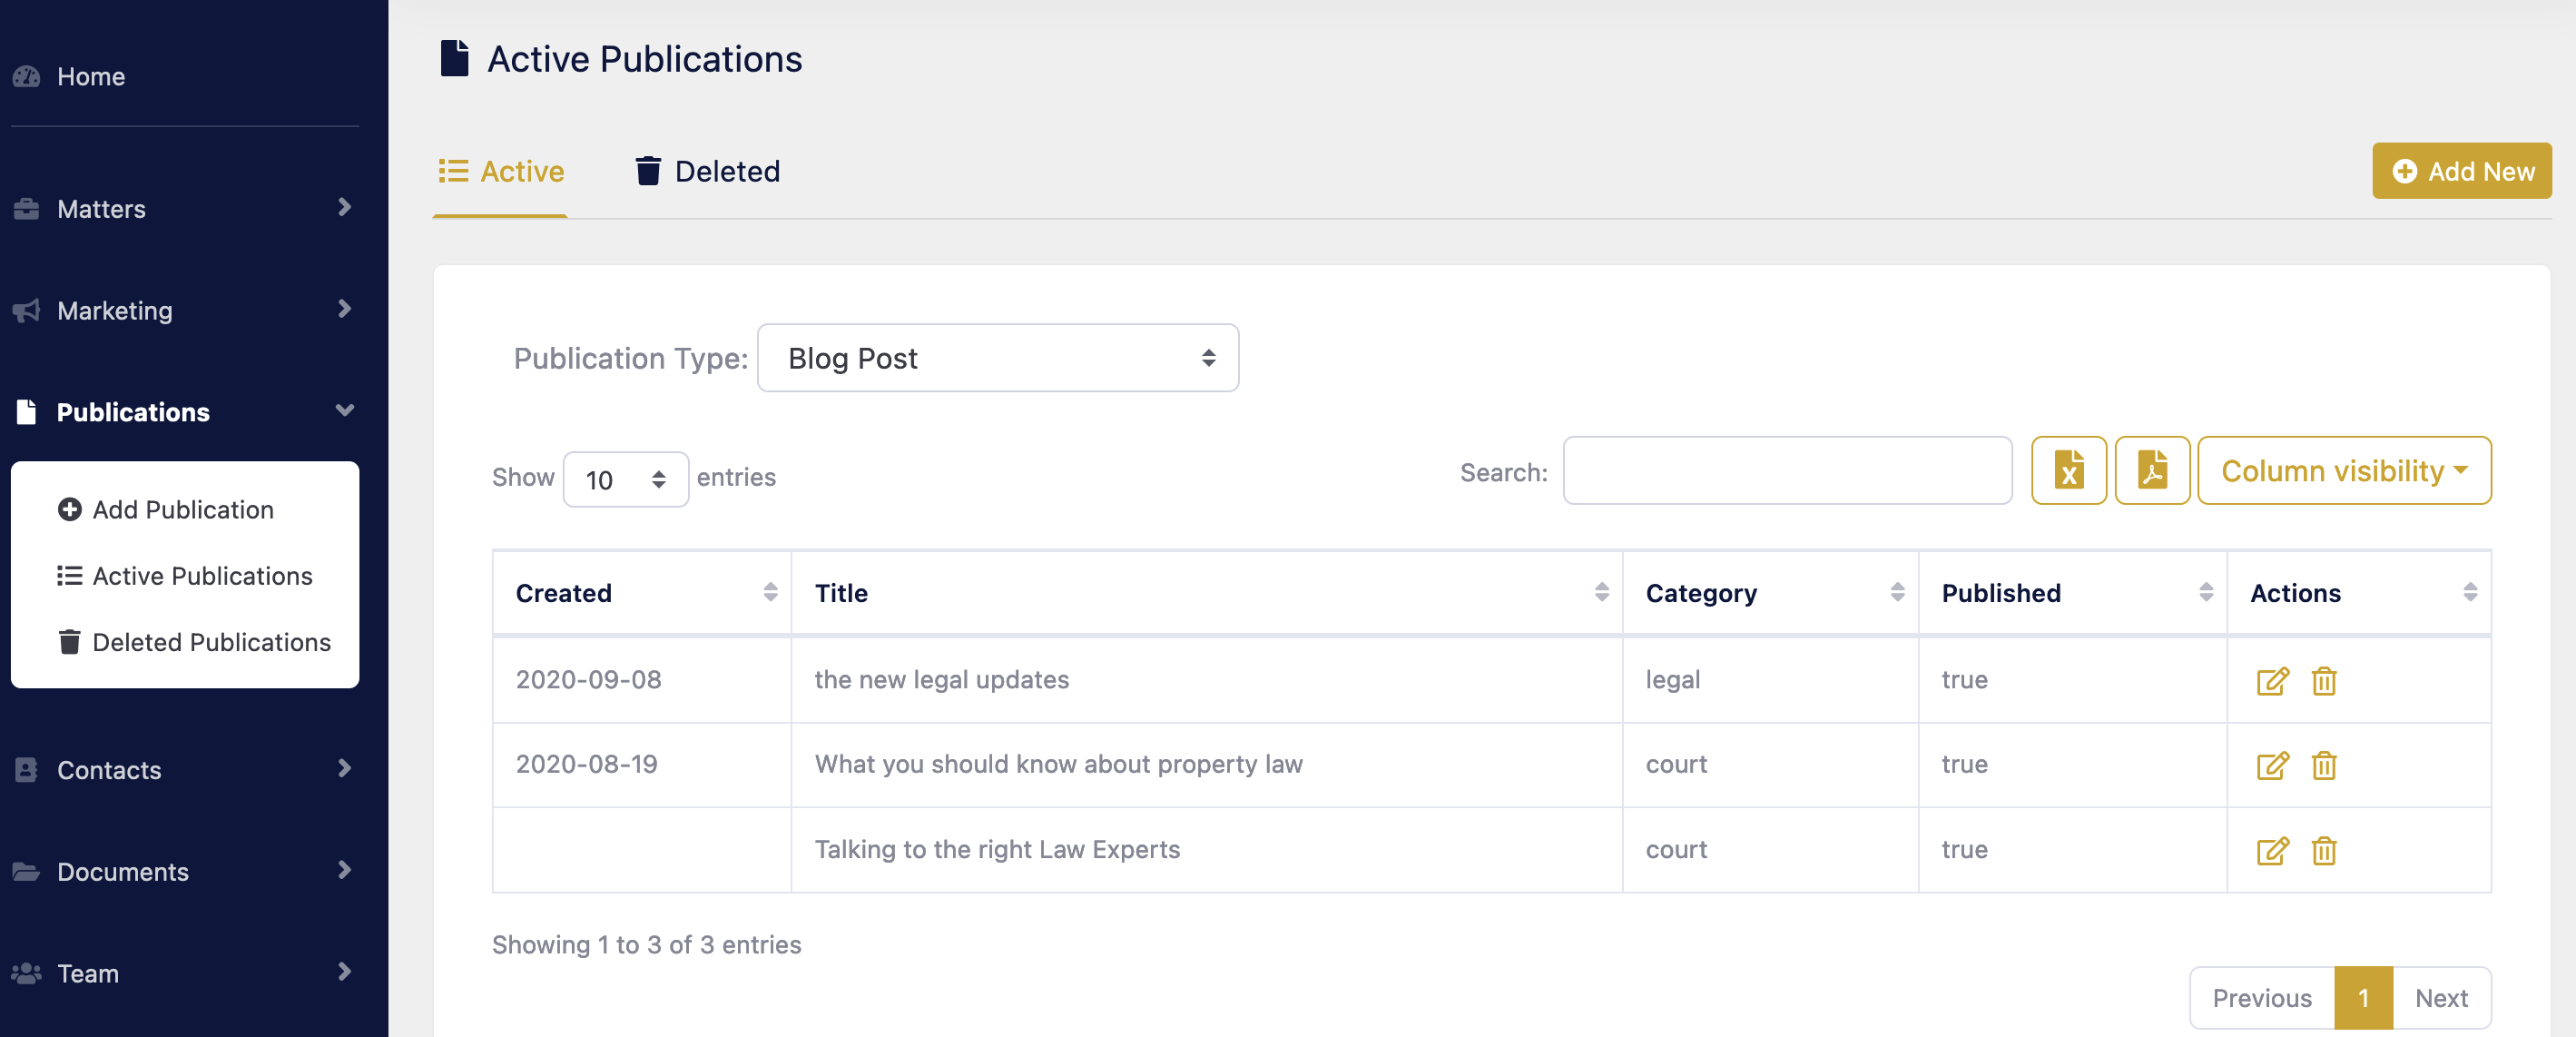 Home
Matters
Marketing
Publications
Add Publication
Active Publications
Deleted Publications
Contacts
Documents
Team
Active Publications
Active
Deleted
Add New
Publication Type: Blog Post
Show 10 entries
Search:
Column visibility
Created Title Category Published Actions
2020-09-08 the new legal updates legal true
2020-08-19 What you should know about property law court true
Talking to the right Law Experts court true
Showing 1 to 3 of 3 entries
Previous 1 Next